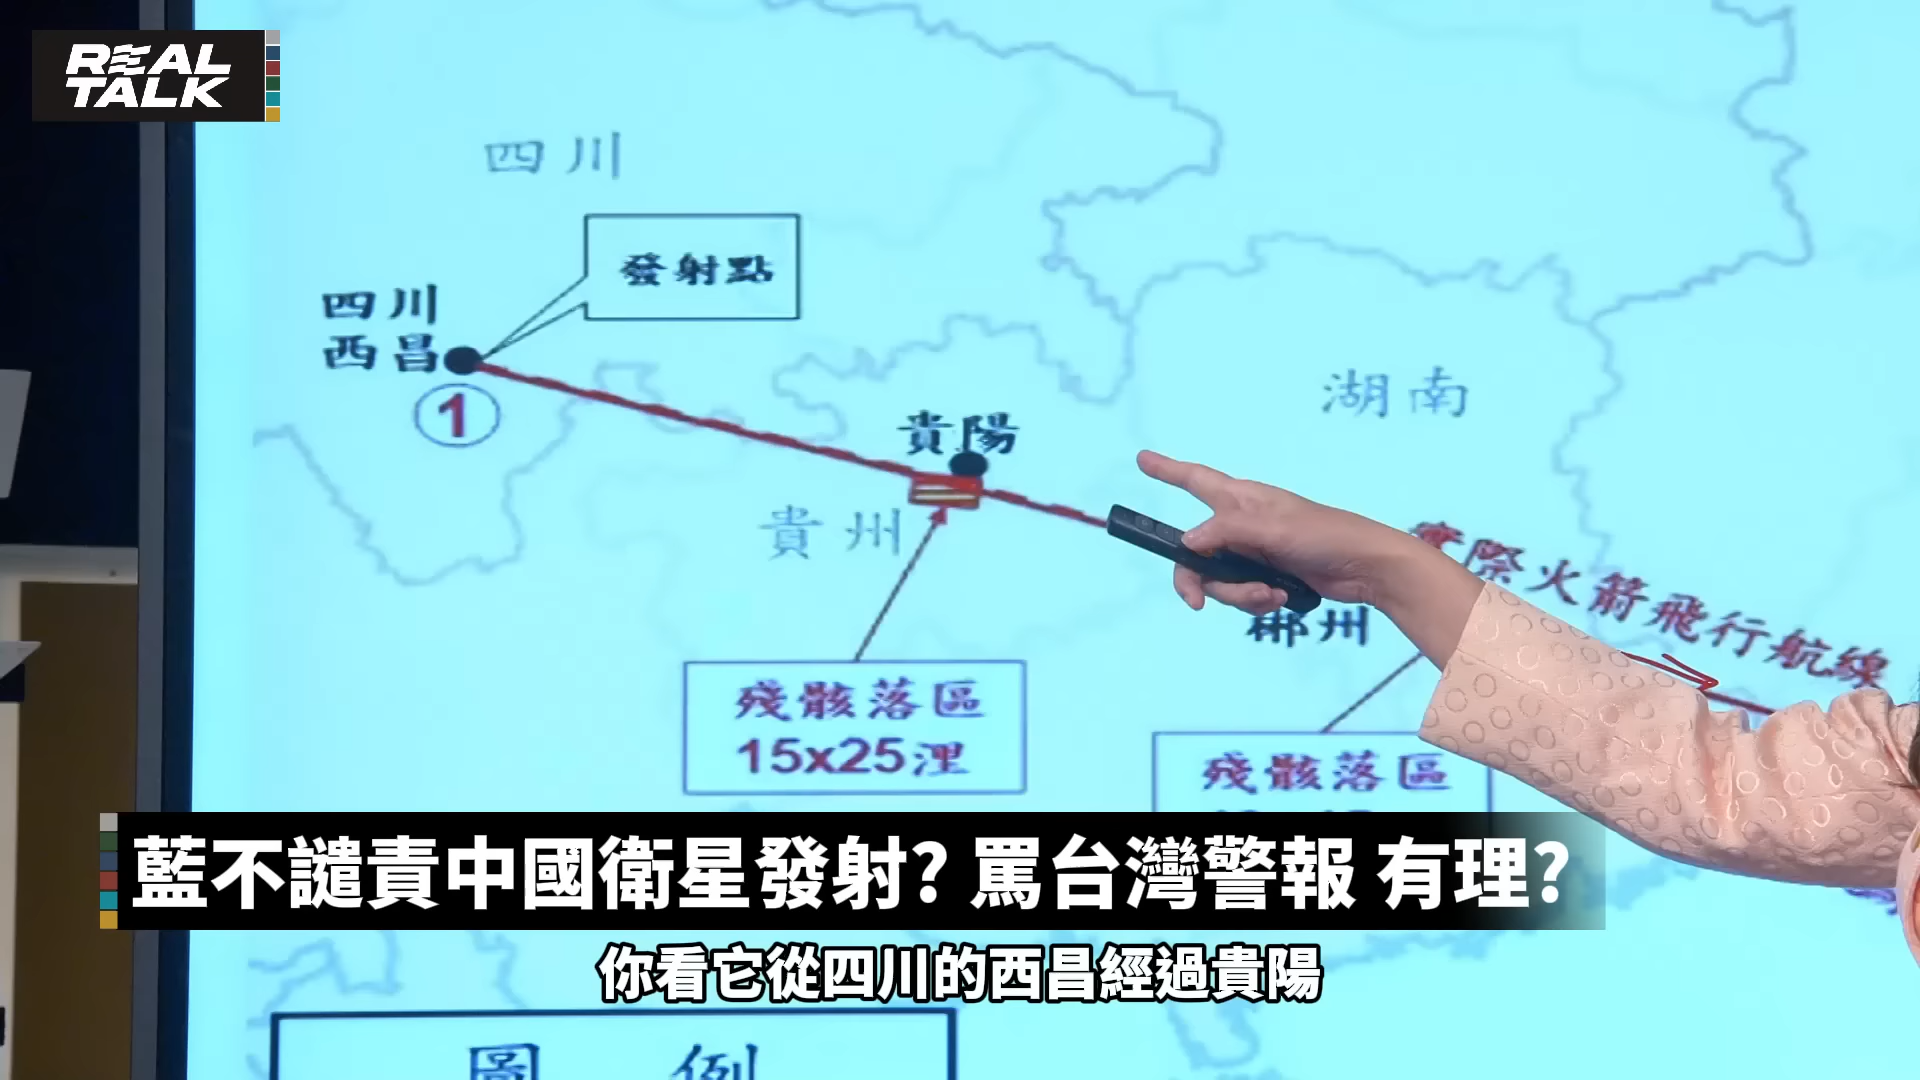 REAL
TALK
四川
發射點
四川
西昌
1
貴陽
湖南
貴州
實際火箭飛行航線
郴州
殘骸落區
15x25浬
殘骸落區
藍不譴責中國衛星發射? 罵台灣警報 有理?
你看它從四川的西昌經過貴陽
圖例